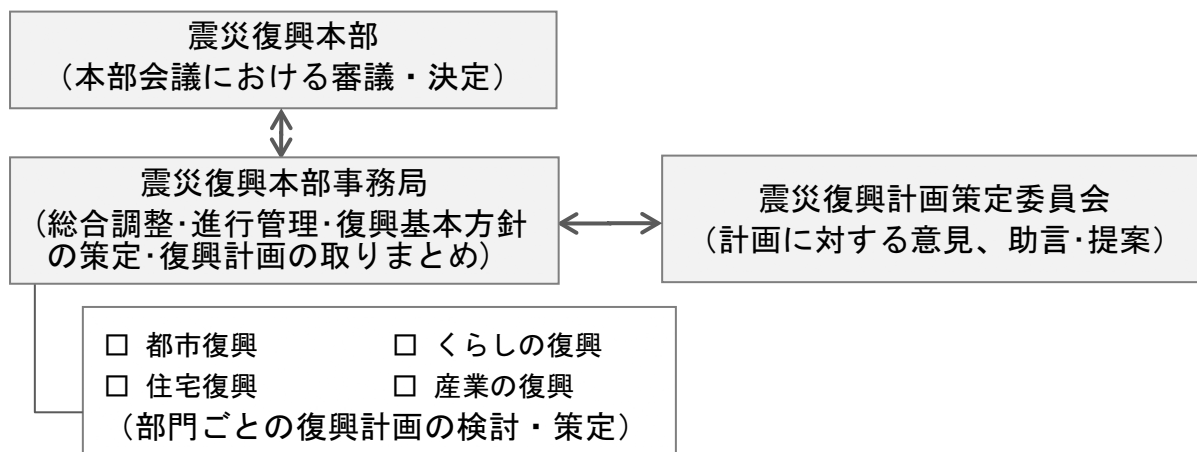 震災復興本部
（本部会議における審議・決定）
震災復興本部事務局
（総合調整･進行管理･復興基本方針
の策定･復興計画の取りまとめ）
震災復興計画策定委員会
（計画に対する意見、助言･提案）
□ 都市復興 □ くらしの復興
□ 住宅復興 □ 産業の復興
（部門ごとの復興計画の検討・策定）